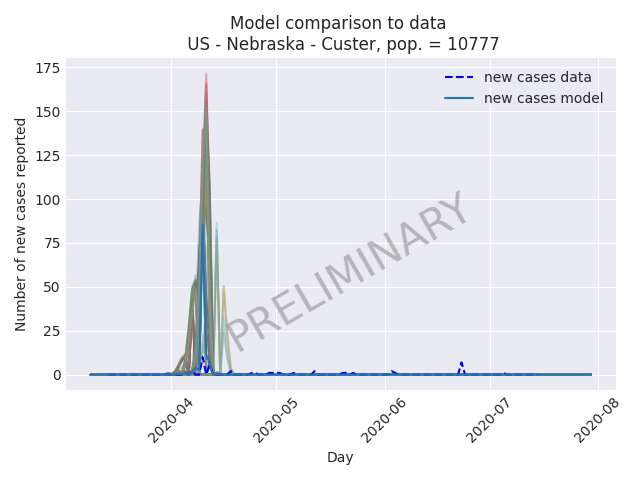 Model comparison to data
US - Nebraska - Custer, pop. = 10777
175
150
125
100
75
50
25
0
Number of new cases reported
new cases data
new cases model
PRELIMINARY
2020-04
2020-05
2020-06
2020-07
2020-08
Day